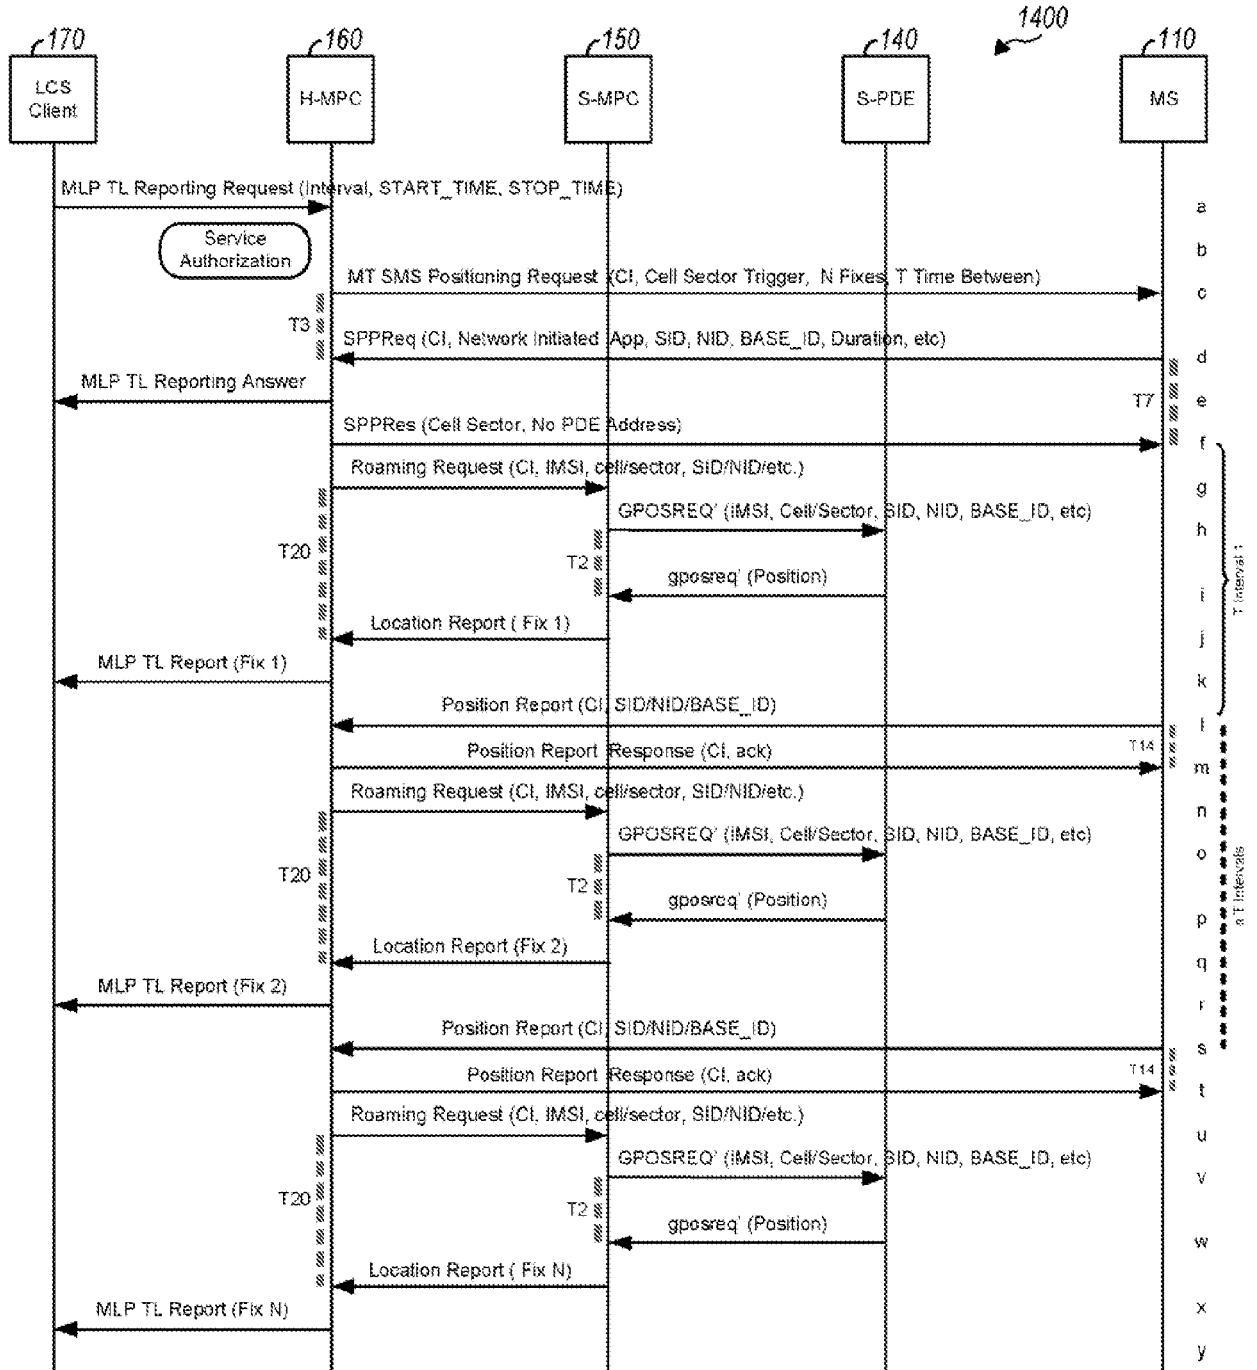 1400
170
160
150
140
110
LCS
Client
H-MPC
S-MPC
S-PDE
MS
MLP TL Reporting Request (Interval, START_TIME, STOP_TIME)
a
Service
Authorization
b
MT SMS Positioning Request (CI, Cell Sector Trigger, N Fixes, T Time Between)
c
T3
SPPReq (CI, Network Initiated App, SID, NID, BASE_ID, Duration, etc)
d
MLP TL Reporting Answer
T7
e
SPPRes (Cell Sector, No PDE Address)
f
Roaming Request (CI, IMSI, cell/sector, SID/NID/etc.)
g
GPOSREQ' (IMSI, Cell/Sector, SID, NID, BASE_ID, etc)
h
T20
T2
T Interval 1
gposreq' (Position)
i
Location Report ( Fix 1)
j
MLP TL Report (Fix 1)
k
Position Report (CI, SID/NID/BASE_ID)
l
Position Report Response (CI, ack)
T14
m
Roaming Request (CI, IMSI, cell/sector, SID/NID/etc.)
n
GPOSREQ' (IMSI, Cell/Sector, SID, NID, BASE_ID, etc)
o
T20
T2
T Intervals
gposreq' (Position)
p
Location Report (Fix 2)
q
MLP TL Report (Fix 2)
r
Position Report (CI, SID/NID/BASE_ID)
s
Position Report Response (CI, ack)
T14
t
Roaming Request (CI, IMSI, cell/sector, SID/NID/etc.)
u
GPOSREQ' (IMSI, Cell/Sector, SID, NID, BASE_ID, etc)
v
T20
T2
gposreq' (Position)
w
Location Report ( Fix N)
MLP TL Report (Fix N)
x
y